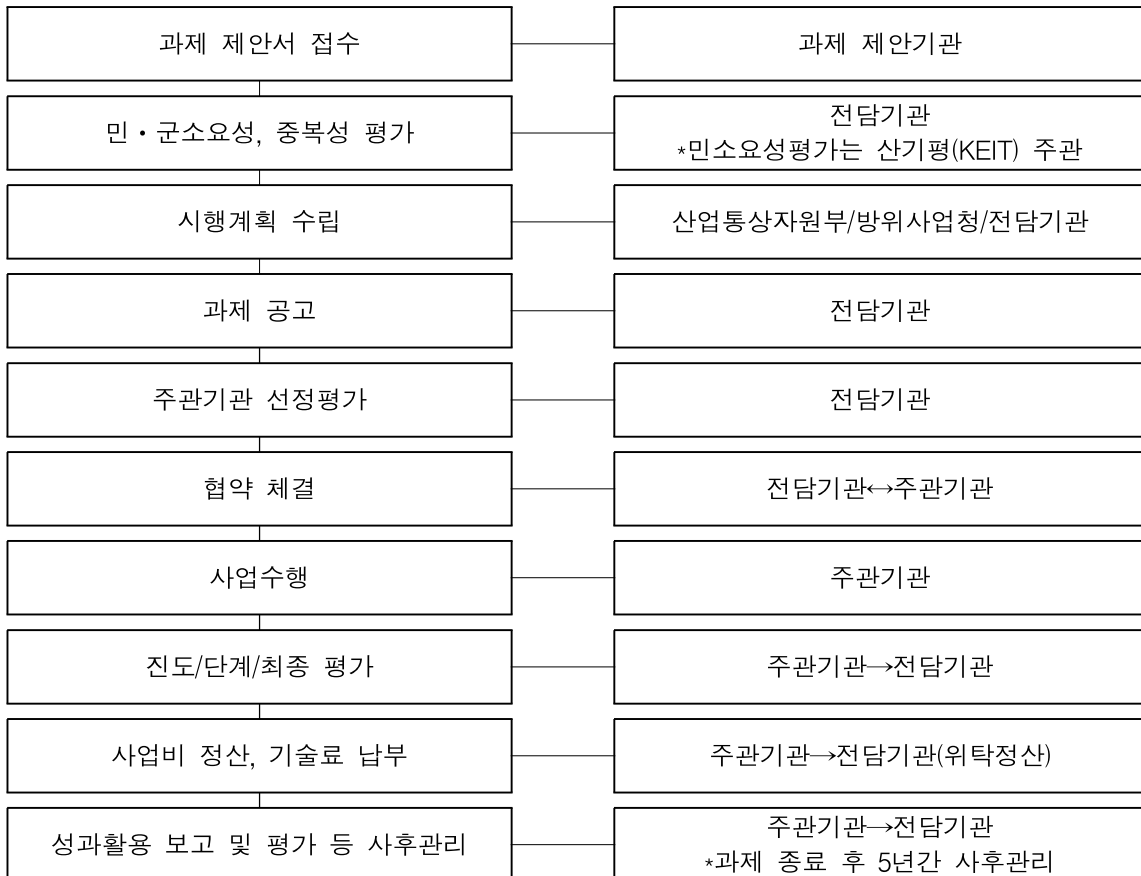 과제 제안서 접수
과제 제안기관
민・군소요성, 중복성 평가
전담기관
*민소요성평가는 산기평(KEIT) 주관
시행계획 수립
산업통상자원부/방위사업청/전담기관
과제 공고
전담기관
주관기관 선정평가
전담기관
협약 체결
전담기관↔주관기관
사업수행
주관기관
진도/단계/최종 평가
주관기관→전담기관
사업비 정산, 기술료 납부
주관기관→전담기관(위탁정산)
성과활용 보고 및 평가 등 사후관리
주관기관→전담기관
*과제 종료 후 5년간 사후관리